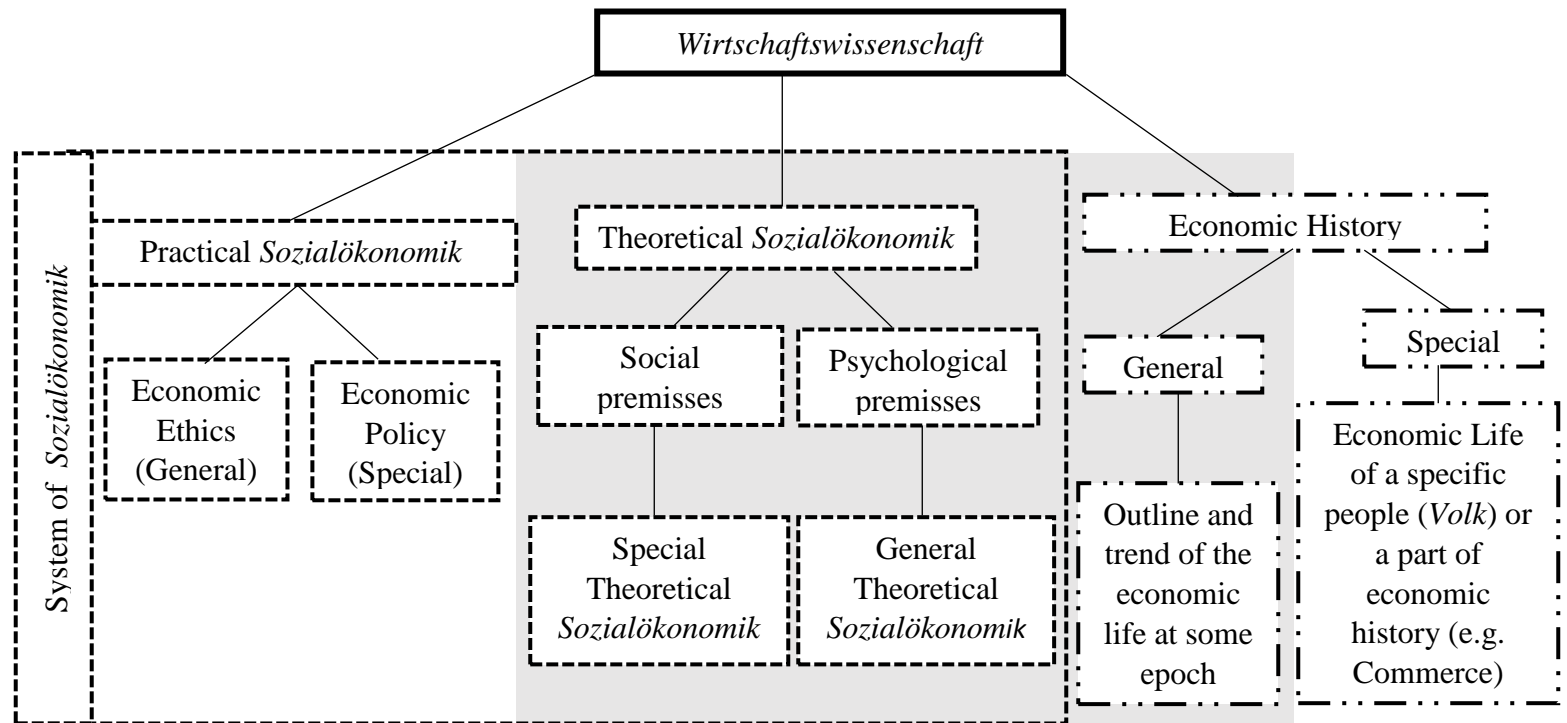 Wirtschaftswissenschaft
System of Sozialökonomik
Practical Sozialökonomik
Theoretical Sozialökonomik
Economic History
Economic
Ethics
(General)
Economic
Policy
(Special)
Social
premisses
Psychological
premisses
General
Special
Special
Theoretical
Sozialökonomik
General
Theoretical
Sozialökonomik
Outline and
trend of the
economic
life at some
epoch
Economic Life
of a specific
people (Volk) or
a part of
economic
history (e.g.
Commerce)